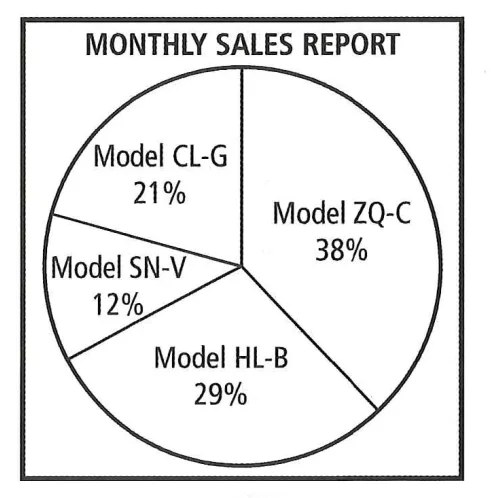 MONTHLY SALES REPORT
Model CL-G
21%
Model ZQ-C
38%
Model SN-V
12%
Model HL-B
29%